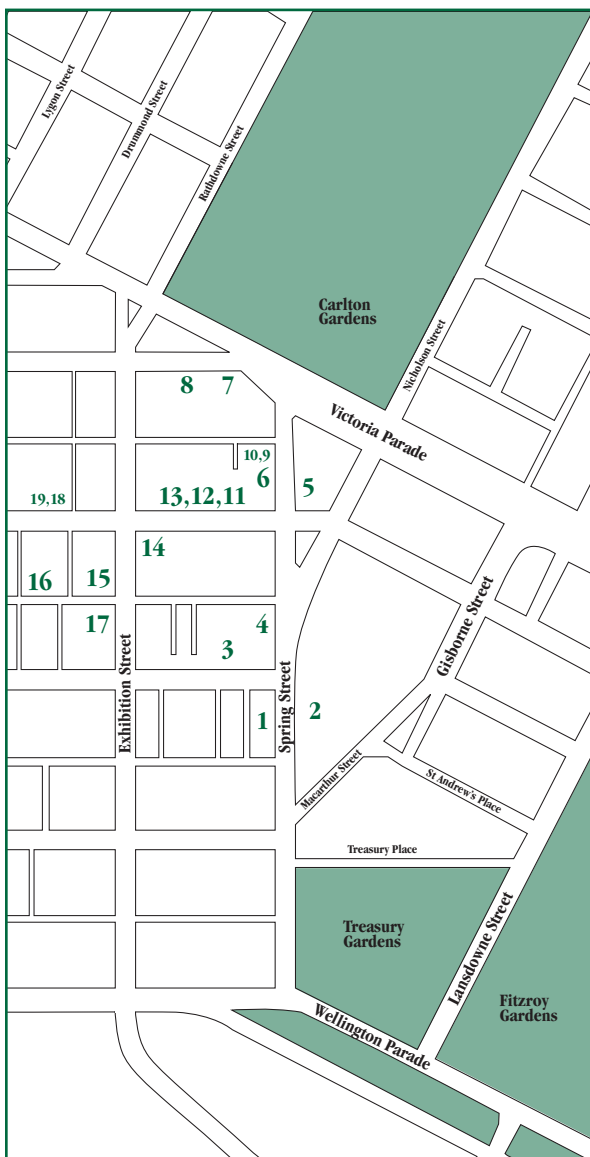 Lygon Street
Drummond Street
Rathdowne Street
Carlton
Gardens
Nicholson Street
Victoria Parade
8
7
10,9
6
5
19,18
13,12,11
14
16
15
17
4
3
Gisborne Street
Exhibition Street
Spring Street
1
2
Macarthur Street
St Andrew's Place
Treasury Place
Treasury
Gardens
Lansdowne Street
Fitzroy
Gardens
Wellington Parade